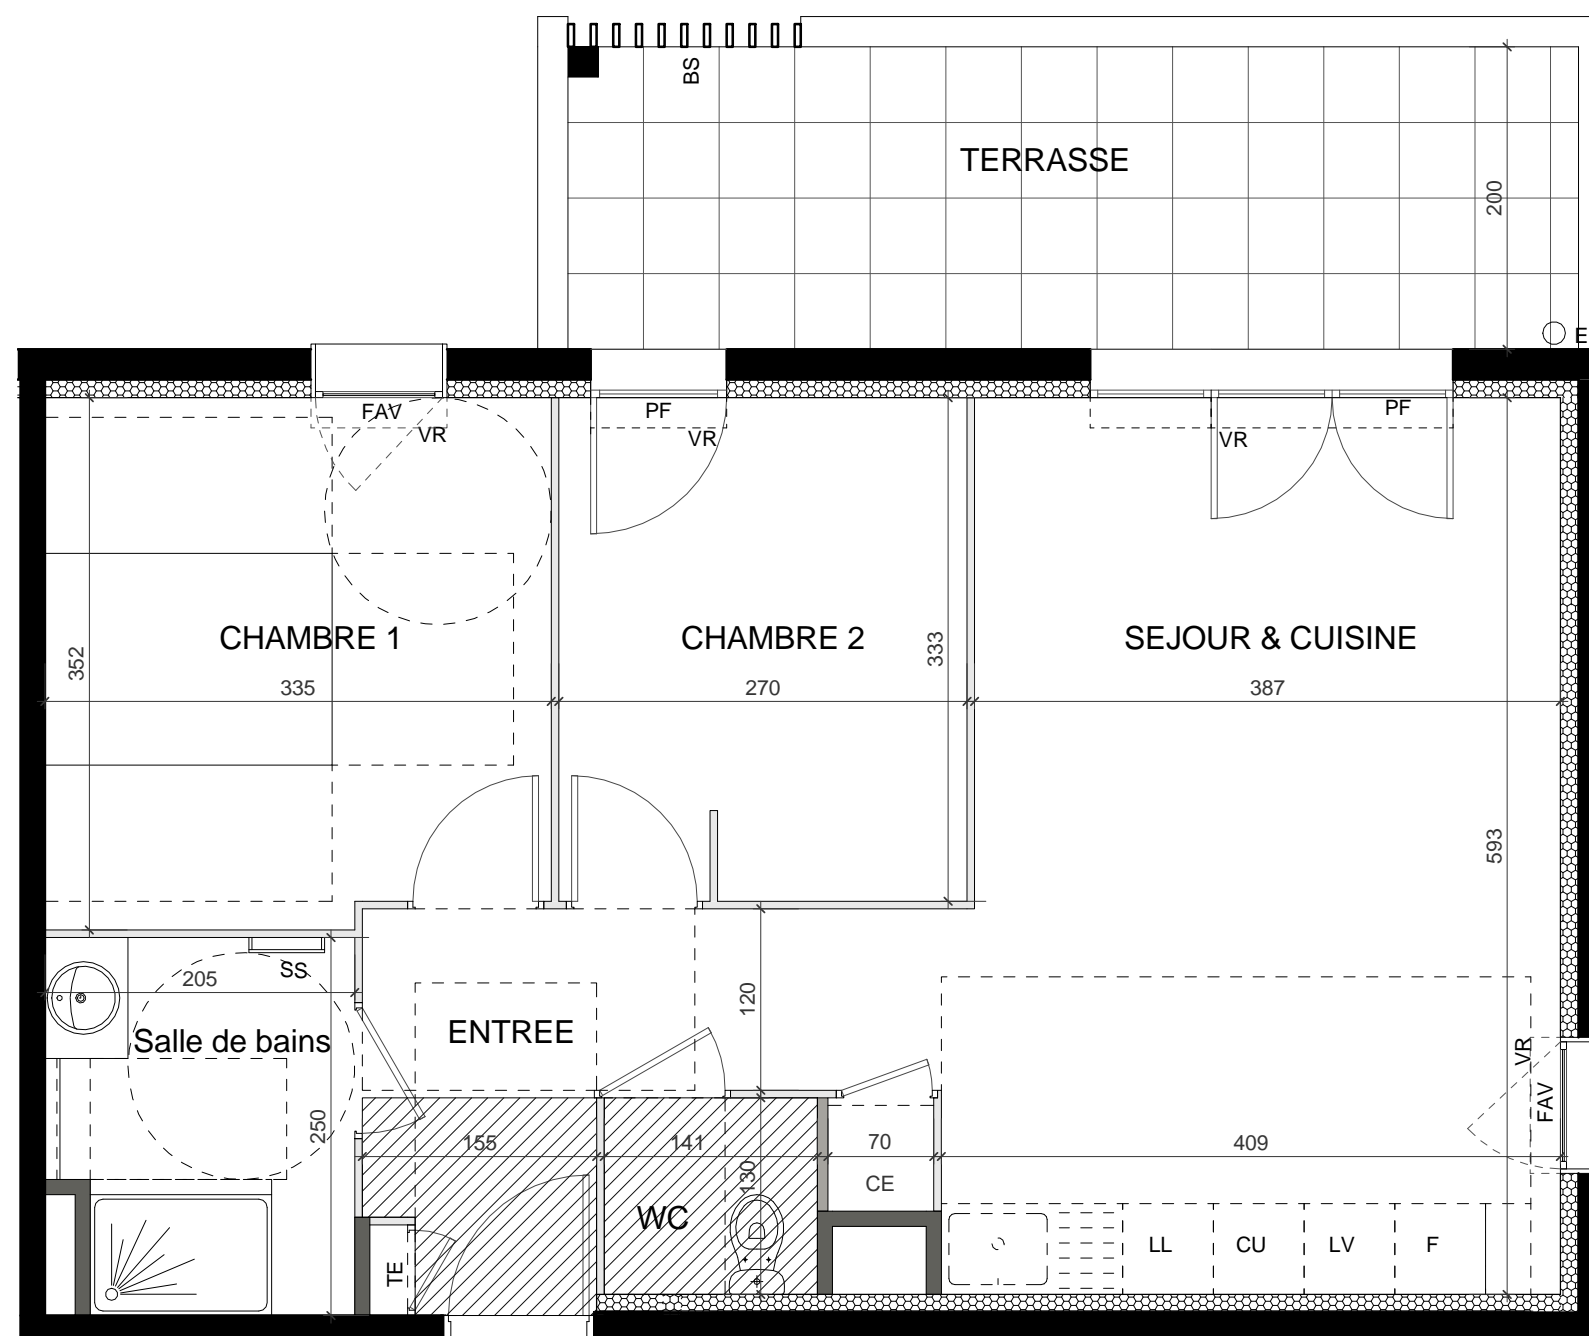 BS
TERRASSE
200
E
FAV
VR
PF
VR
VR
PF
CHAMBRE 1
CHAMBRE 2
SEJOUR & CUISINE
352
333
335
270
387
593
SS
205
120
Salle de bains
ENTREE
VR
FAV
250
155
141
130
70
409
CE
WC
TE
LL
CU
LV
F